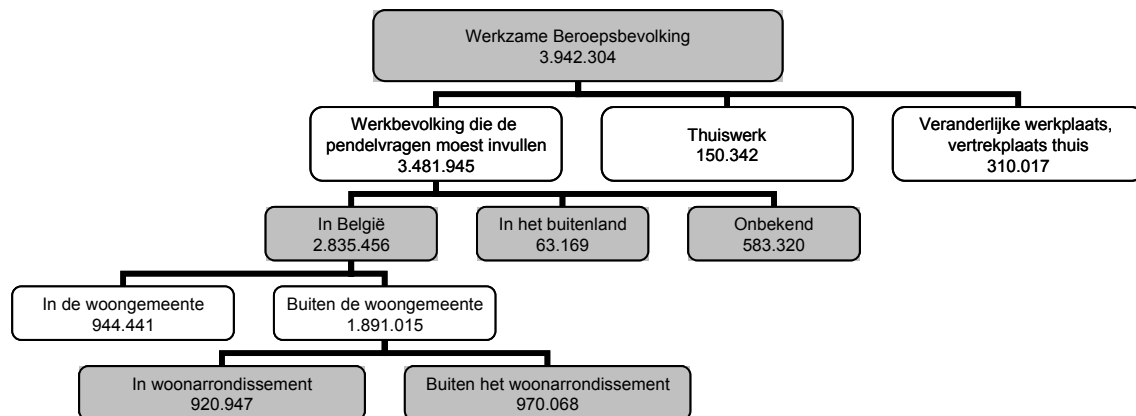 Werkzame Beroepsbevolking
3.942.304
Werkbevolking die de
pendelvragen moest invullen
3.481.945
Thuiswerk
150.342
Veranderlijke werkplaats,
vertrekplaats thuis
310.017
In België
2.835.456
In het buitenland
63.169
Onbekend
583.320
In de woongemeente
944.441
Buiten de woongemeente
1.891.015
In woonarrondissement
920.947
Buiten het woonarrondissement
970.068